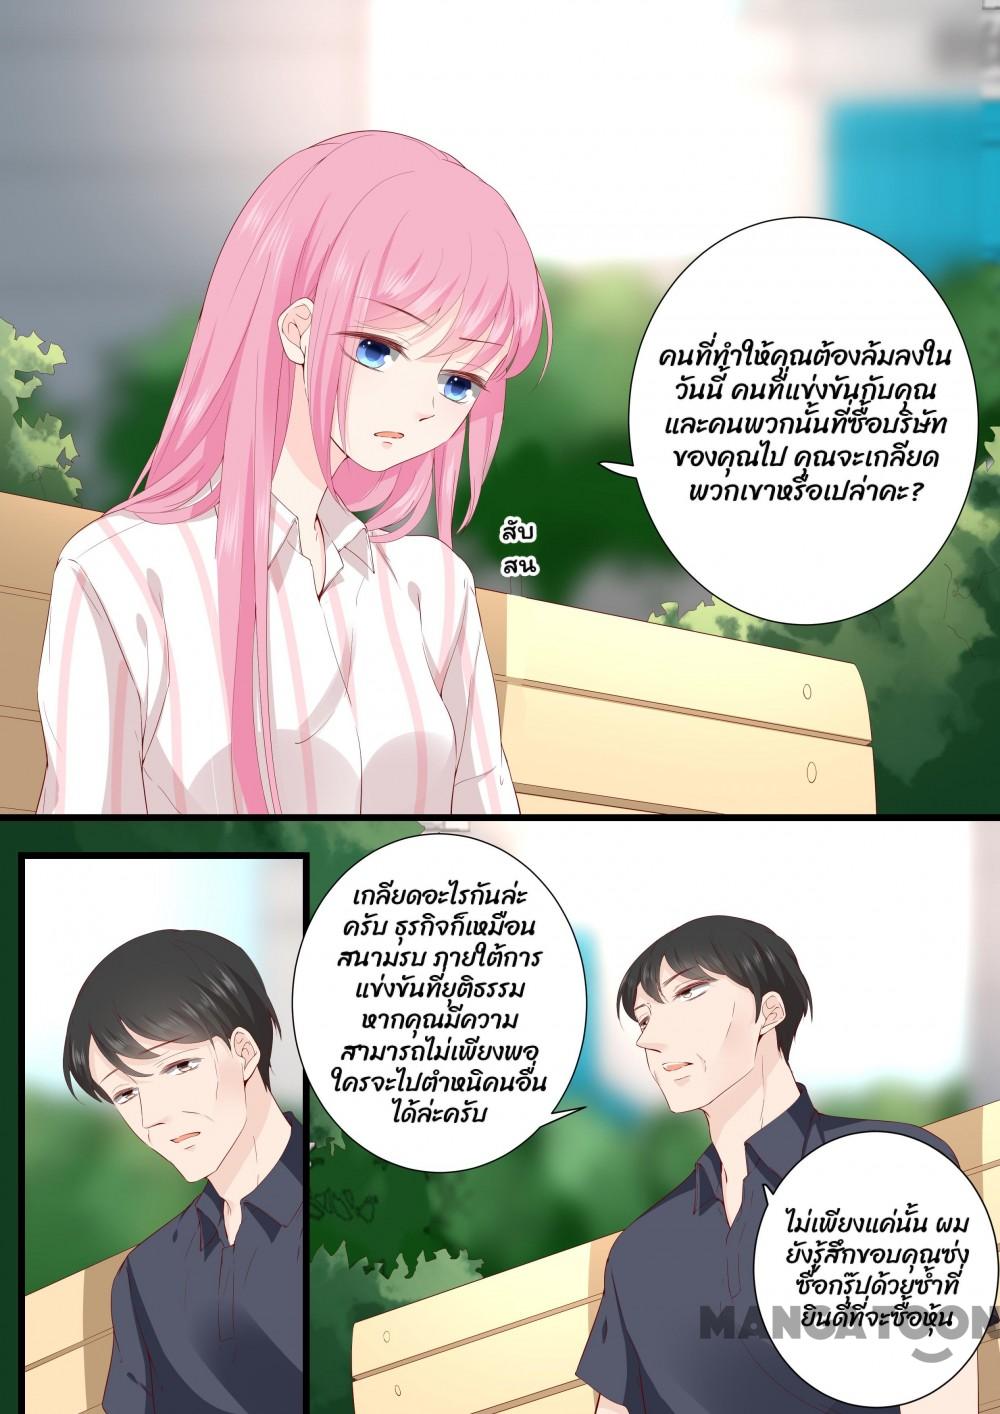 คนที่ทำให้คุณต้องล้มลงใน
วันนี้ คนที่แข่งขันกับคุณ
และคนพวกนั้นที่ซื้อบริษัท
ของคุณไป คุณจะเกลียด
พวกเขาหรือเปล่าคะ?
สับ
สน
เกลียดอะไรกันล่ะ
ครับ ธุรกิจก็เหมือน
สนามรบ ภายใต้การ
แข่งขันที่ยุติธรรม
หากคุณมีความ
สามารถไม่เพียงพอ
ใครจะไปตำหนิคนอื่น
ได้ล่ะครับ
ไม่เพียงแค่นั้น ผม
ยังรู้สึกขอบคุณซ่ง
ซื่อกรุ๊ปด้วยซ้ำที่
ยินดีที่จะซื้อหุ้น
MANGATOON